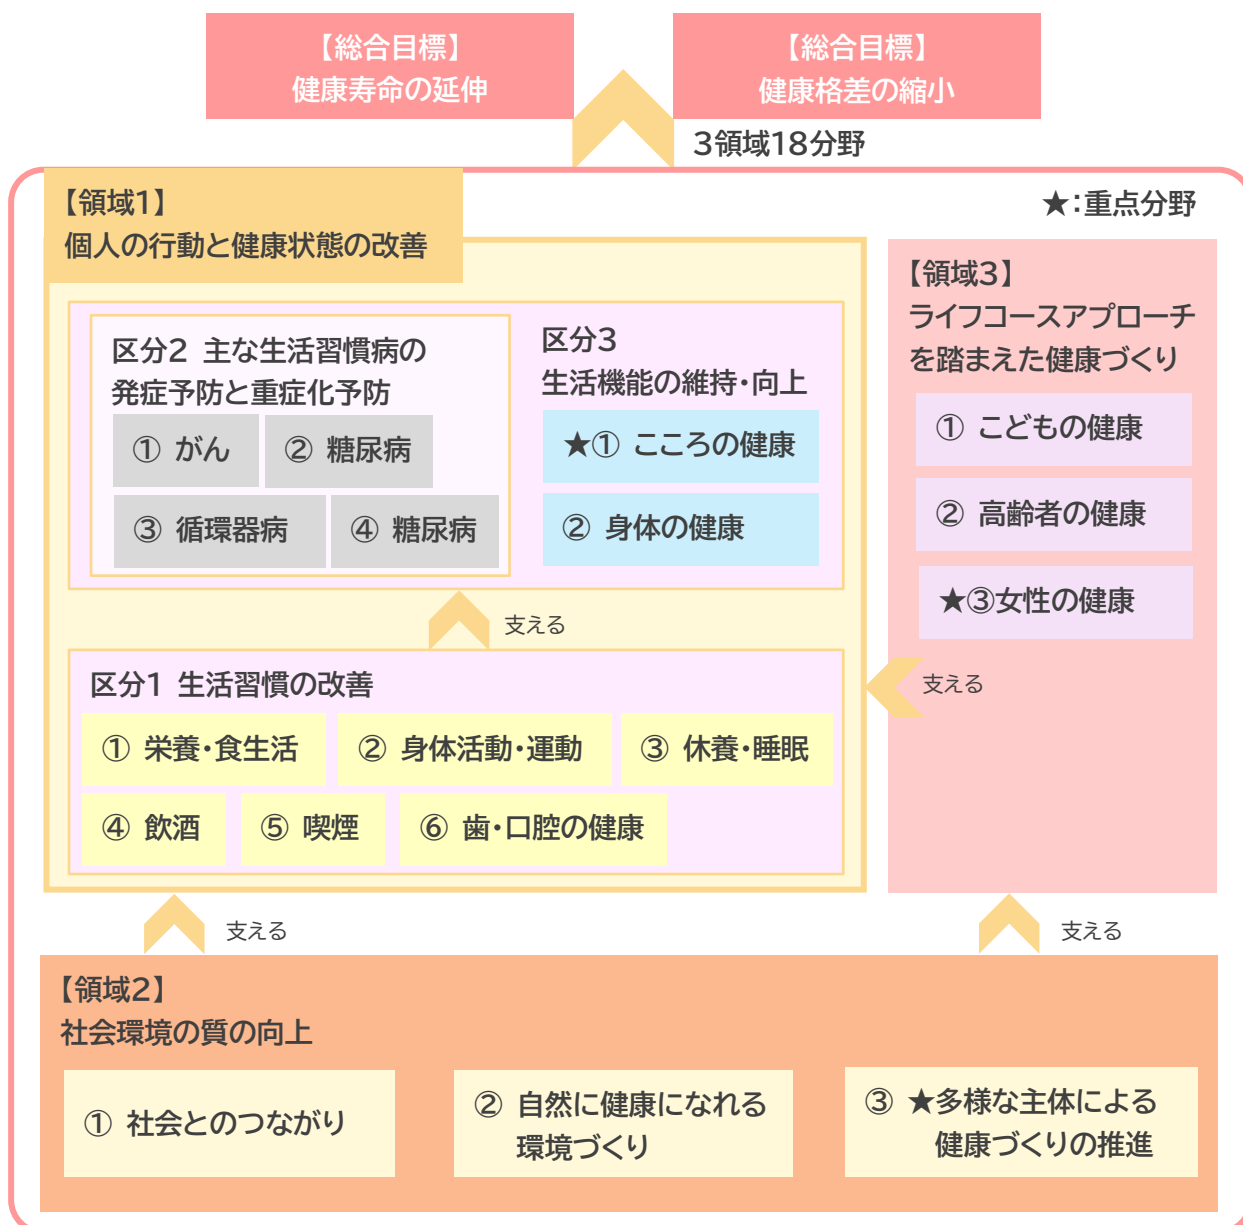 【総合目標】
健康寿命の延伸
【総合目標】
健康格差の縮小
3領域18分野
★:重点分野
【領域1】
個人の行動と健康状態の改善
区分2 主な生活習慣病の
発症予防と重症化予防
① がん
② 糖尿病
③ 循環器病
④ 糖尿病
区分3
生活機能の維持・向上
★① こころの健康
② 身体の健康
支える
区分1 生活習慣の改善
① 栄養・食生活
② 身体活動・運動
③ 休養・睡眠
④ 飲酒
⑤ 喫煙
⑥ 歯・口腔の健康
【領域3】
ライフコースアプローチ
を踏まえた健康づくり
① こどもの健康
② 高齢者の健康
★③女性の健康
支える
支える
支える
【領域2】
社会環境の質の向上
① 社会とのつながり
② 自然に健康になれる
環境づくり
③ ★多様な主体による
健康づくりの推進